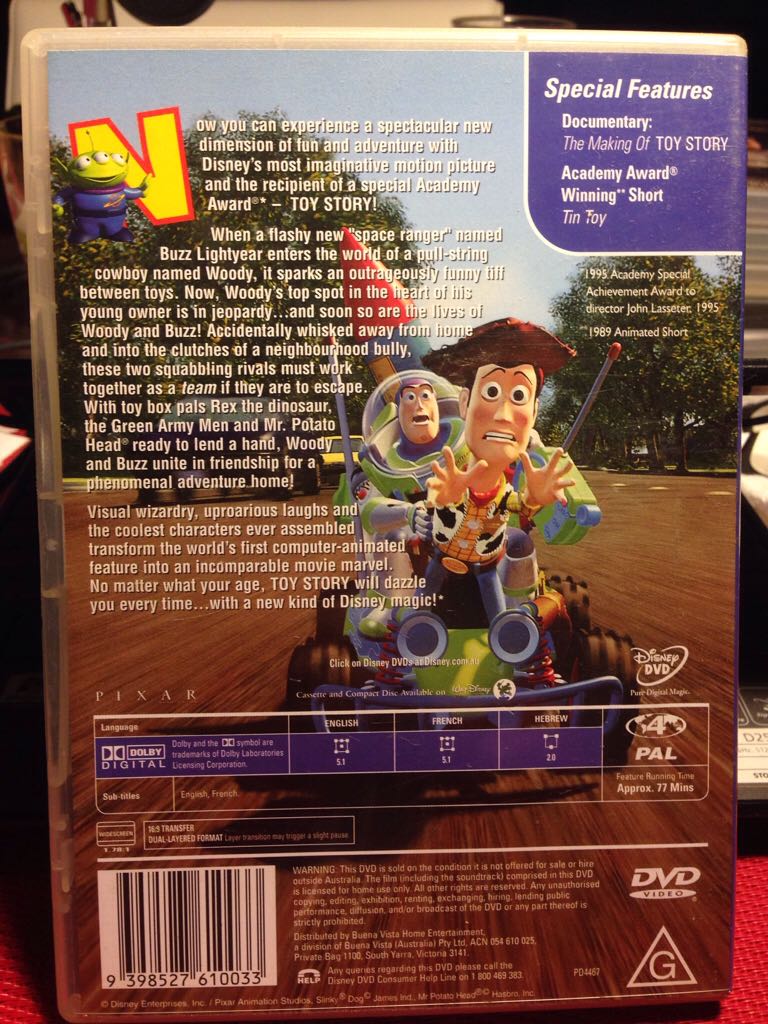 Special Features
Documentary:
The Making Of TOY STORY
Academy Award®
Winning** Short
Tin Toy
1995 Academy Special
Achievement Award to
director John Lasseter, 1995
1989 Animated Short
Now you can experience a spectacular new
dimension of fun and adventure with
Disney's most imaginative motion picture
and the recipient of a special Academy
Award®* – TOY STORY!
When a flashy new "space ranger" named
Buzz Lightyear enters the world of a pull-string
cowboy named Woody, it sparks an outrageously funny tiff
between toys. Now, Woody's top spot in the heart of his
young owner is in jeopardy...and soon so are the lives of
Woody and Buzz! Accidentally whisked away from home
and into the clutches of a neighbourhood bully,
these two squabbling rivals must work
together as a team if they are to escape.
With toy box pals Rex the dinosaur,
the Green Army Men and Mr. Potato
Head® ready to lend a hand, Woody
and Buzz unite in friendship for a
phenomenal adventure home!
Visual wizardry, uproarious laughs and
the coolest characters ever assembled
transform the world's first computer-animated
feature into an incomparable movie marvel.
No matter what your age, TOY STORY will dazzle
you every time...with a new kind of Disney magic!*
Click on Disney DVDs at Disney.com.au
Disney
DVD
Pure Digital Magic.
PIXAR
Cassette and Compact Disc Available on Walt Disney
Language
ENGLISH
FRENCH
HEBREW
DOLBY
DIGITAL
Dolby and the DD symbol are
trademarks of Dolby Laboratories
Licensing Corporation.
5.1
5.1
2.0
4
PAL
Sub-titles
English, French.
Feature Running Time
Approx. 77 Mins
WIDESCREEN
1.78:1
16:9 TRANSFER
DUAL-LAYERED FORMAT Layer transition may trigger a slight pause
WARNING: This DVD is sold on the condition it is not offered for sale or hire
outside Australia. The film (including the soundtrack) comprised in this DVD
is licensed for home use only. All other rights are reserved. Any unauthorised
copying, editing, exhibition, renting, exchanging, hiring, lending public
performance, diffusion, and/or broadcast of the DVD or any part thereof is
strictly prohibited.
DVD
VIDEO
Distributed by Buena Vista Home Entertainment,
a division of Buena Vista (Australia) Pty Ltd, ACN 054 610 025,
Private Bag 1100, South Yarra, Victoria 3141.
HELP
Any queries regarding this DVD please call the
Disney DVD Consumer Help Line on 1 800 469 383.
PD4467
G
9 398527 610033
© Disney Enterprises, Inc. / Pixar Animation Studios, Slinky® Dog© James Ind., Mr Potato Head®© Hasbro, Inc.